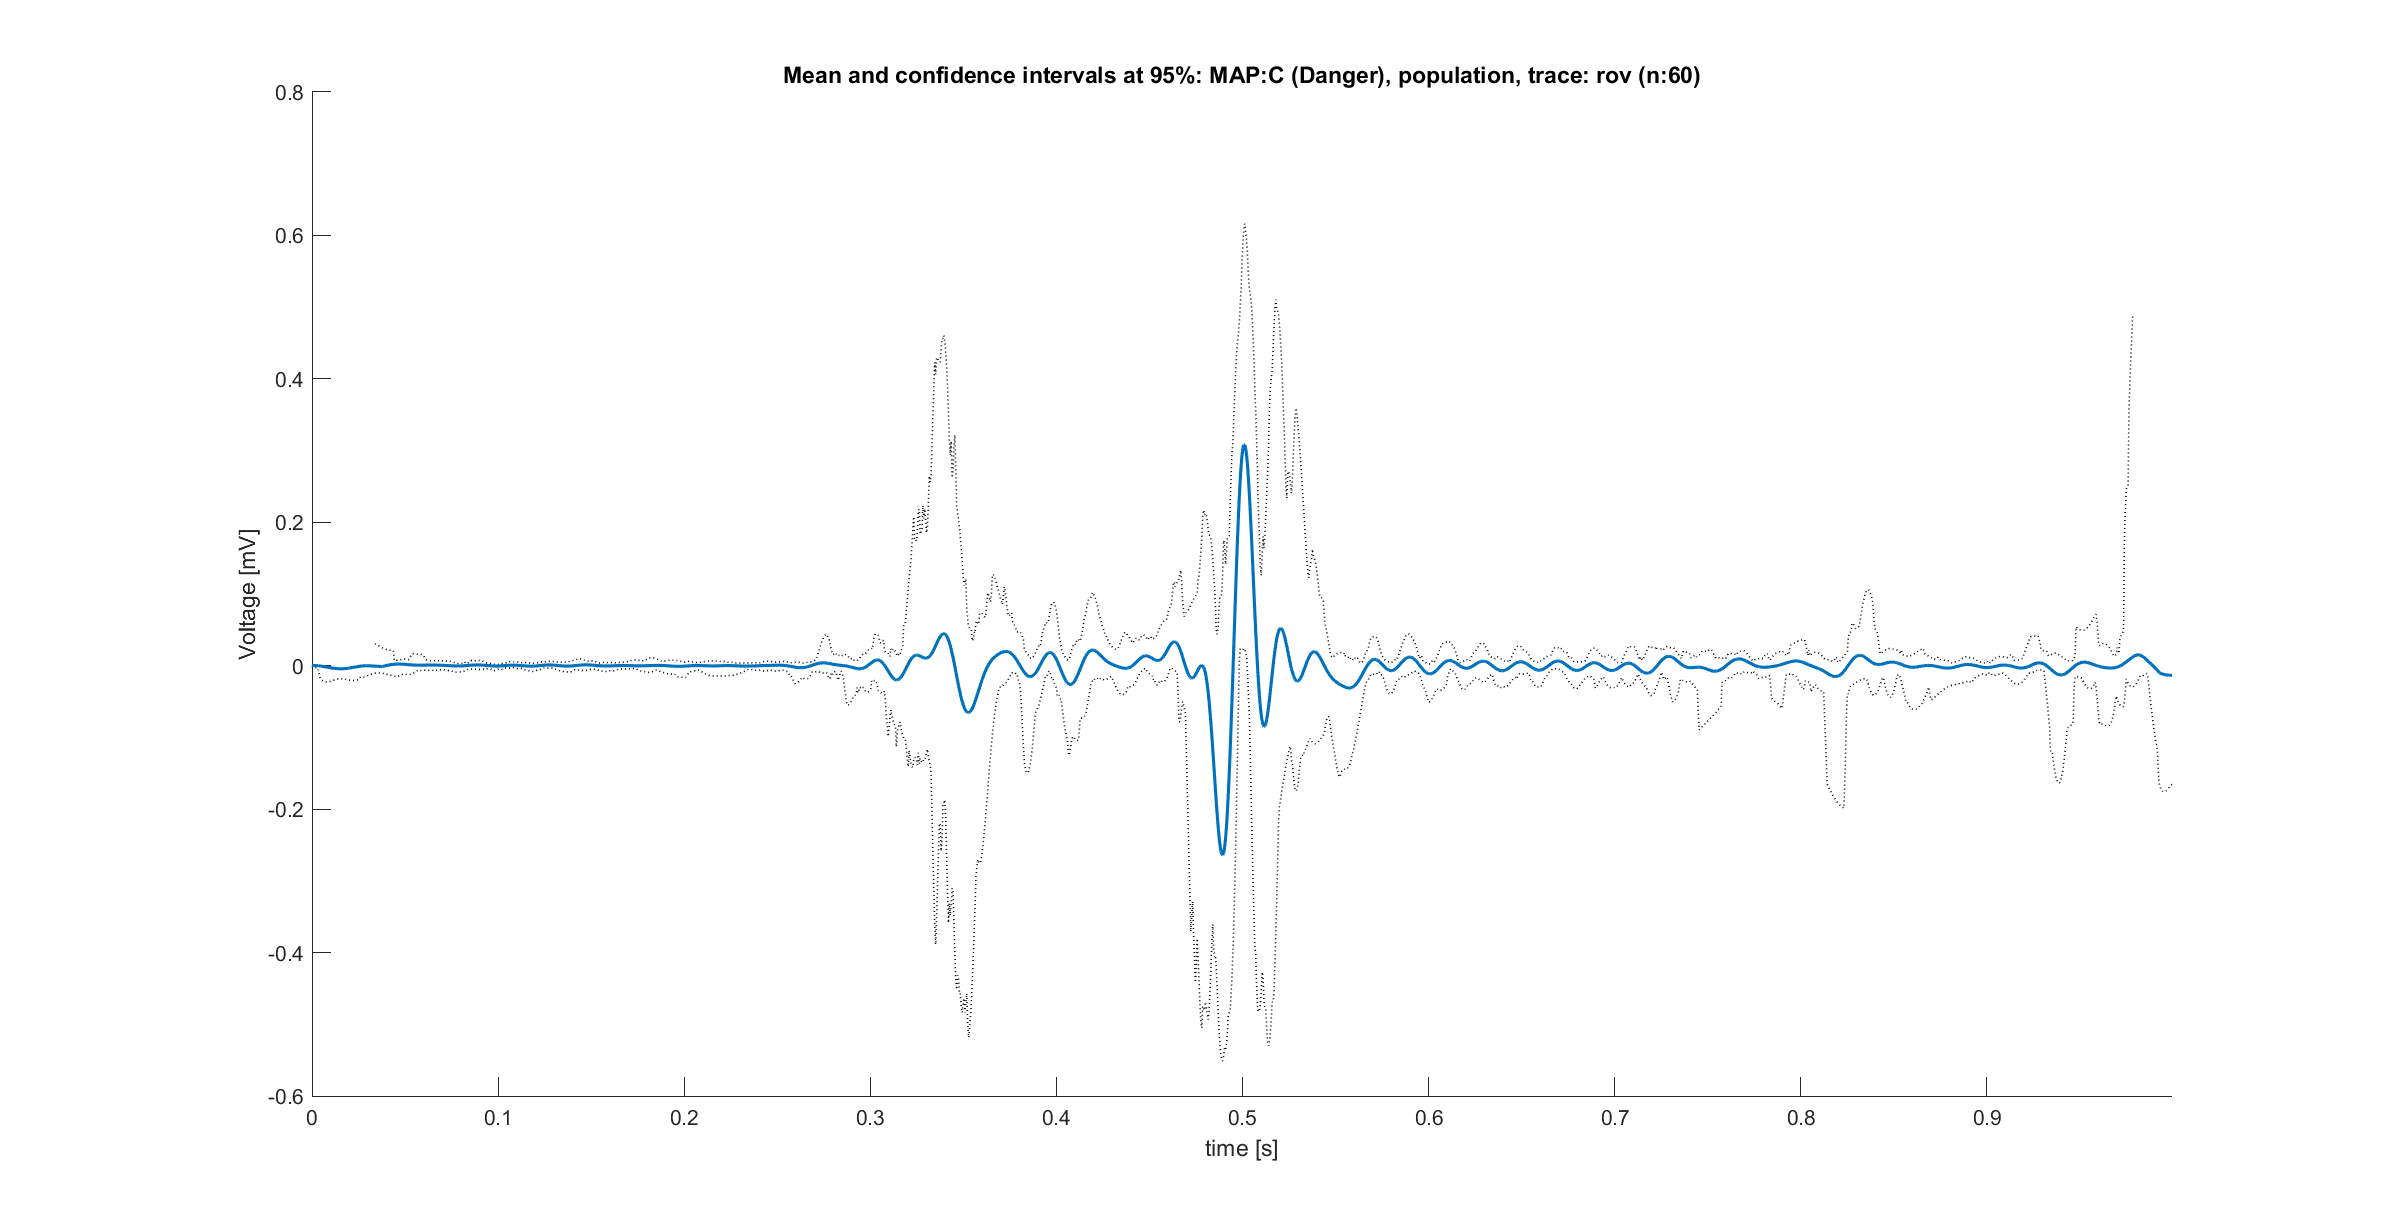 Mean and confidence intervals at 95%: MAP:C (Danger), population, trace: rov (n:60)
0.8
0.6
0.4
0.2
0
-0.2
-0.4
-0.6
Voltage [mV]
0 0.1 0.2 0.3 0.4 0.5 0.6 0.7 0.8 0.9
time [s]